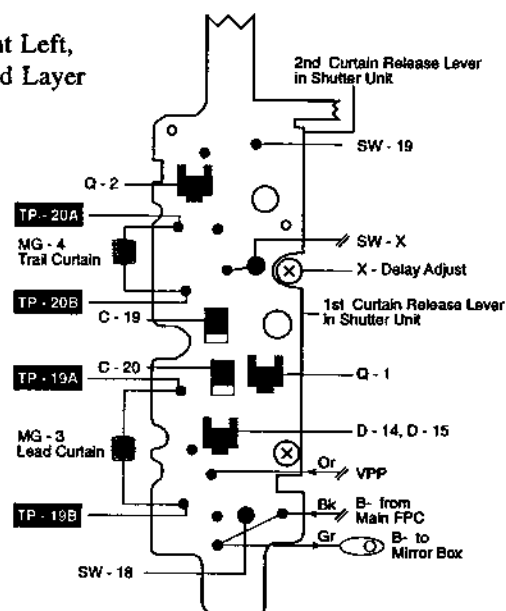 nt Left,
d Layer
2nd Curtain Release Lever
in Shutter Unit
SW - 19
Q - 2
TP - 20A
SW - X
MG - 4
Trail Curtain
X - Delay Adjust
TP - 20B
1st Curtain Release Lever
in Shutter Unit
C - 19
C - 20
TP - 19A
Q - 1
MG - 3
Lead Curtain
D - 14, D - 15
Or
VPP
TP - 19B
Bk
B- from
Main FPC
Gr
B- to
Mirror Box
SW - 18